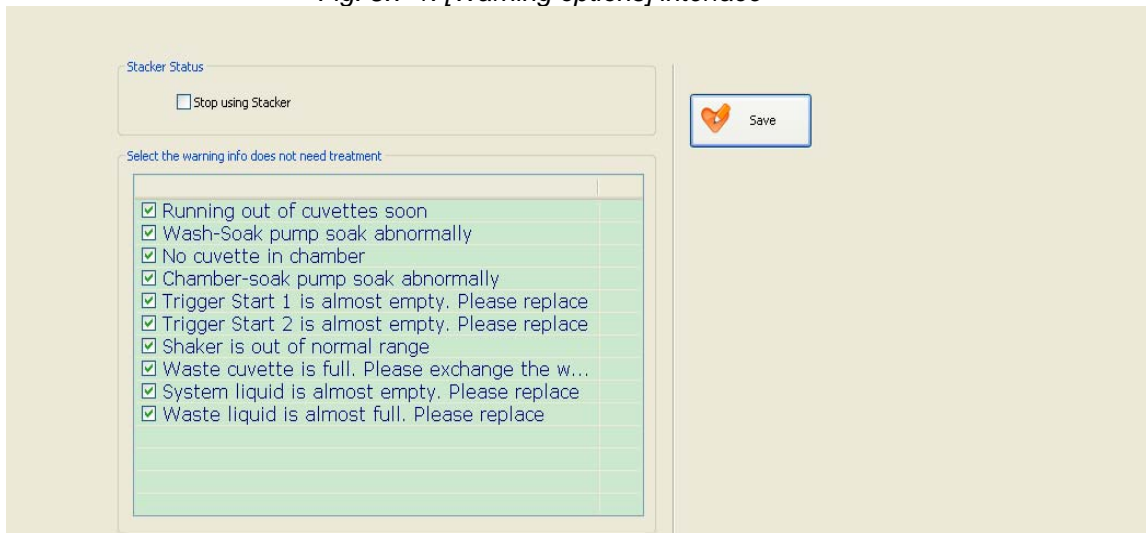 Stacker Status
Stop using Stacker
Save
Select the warning info does not need treatment
Running out of cuvettes soon
Wash-Soak pump soak abnormally
No cuvette in chamber
Chamber-soak pump soak abnormally
Trigger Start 1 is almost empty. Please replace
Trigger Start 2 is almost empty. Please replace
Shaker is out of normal range
Waste cuvette is full. Please exchange the w...
System liquid is almost empty. Please replace
Waste liquid is almost full. Please replace